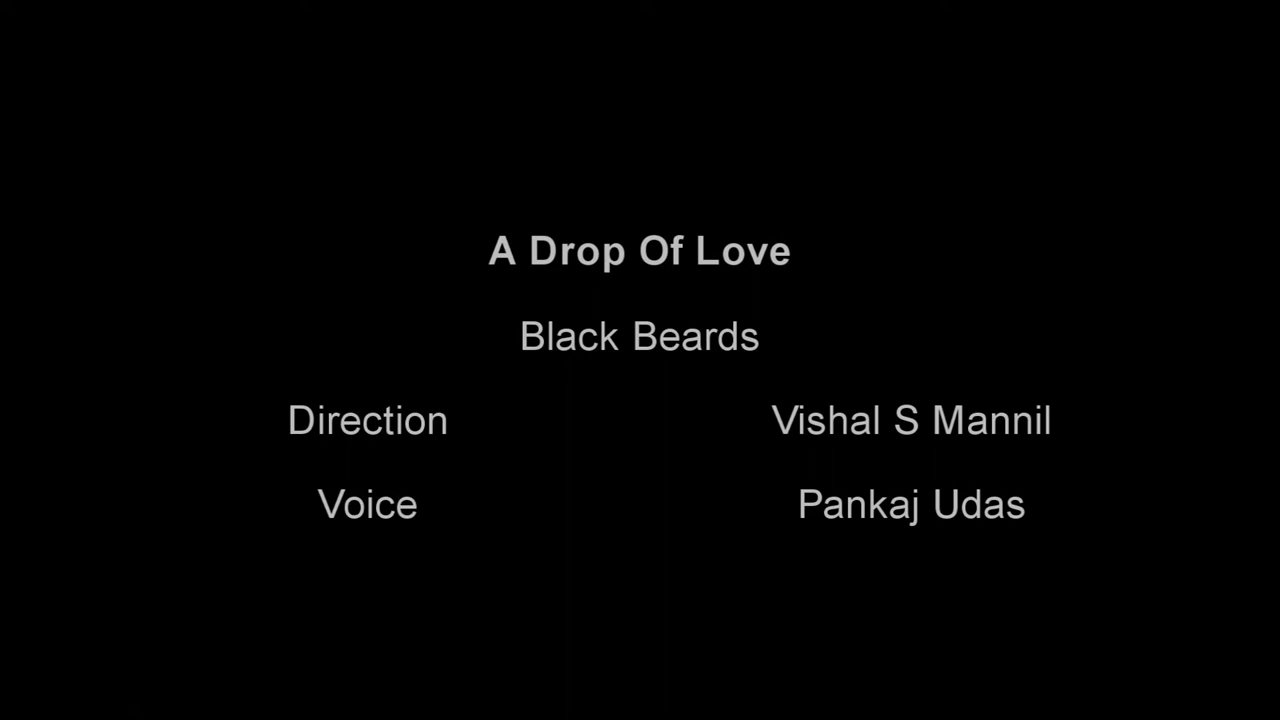 A Drop Of Love
Black Beards
Direction Vishal S Mannil
Voice Pankaj Udas